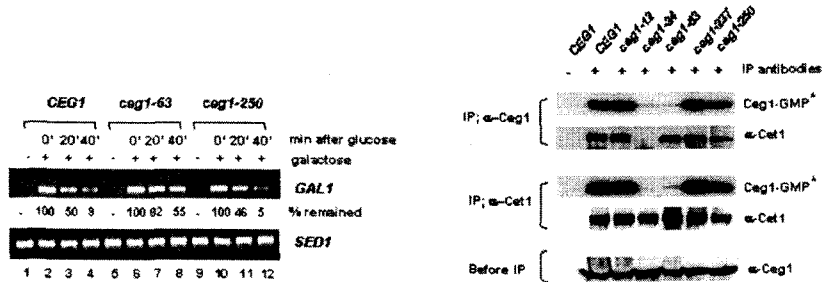 CEG1 ceg1-63 ceg1-250
0' 20' 40' 0' 20' 40' 0' 20' 40' min after glucose
- + + + - + + + - + + + galactose
GAL1
- 100 50 9 - 100 82 55 - 100 46 5 % remained
SED1
1 2 3 4 5 6 7 8 9 10 11 12
CEG1 CEG1 ceg1-12 ceg1-34 ceg1-63 ceg1-237 ceg1-250
- + + + + + + IP antibodies
IP; α-Ceg1
Ceg1-GMP*
α-Cet1
IP; α-Cet1
Ceg1-GMP*
α-Cet1
Before IP
α-Ceg1